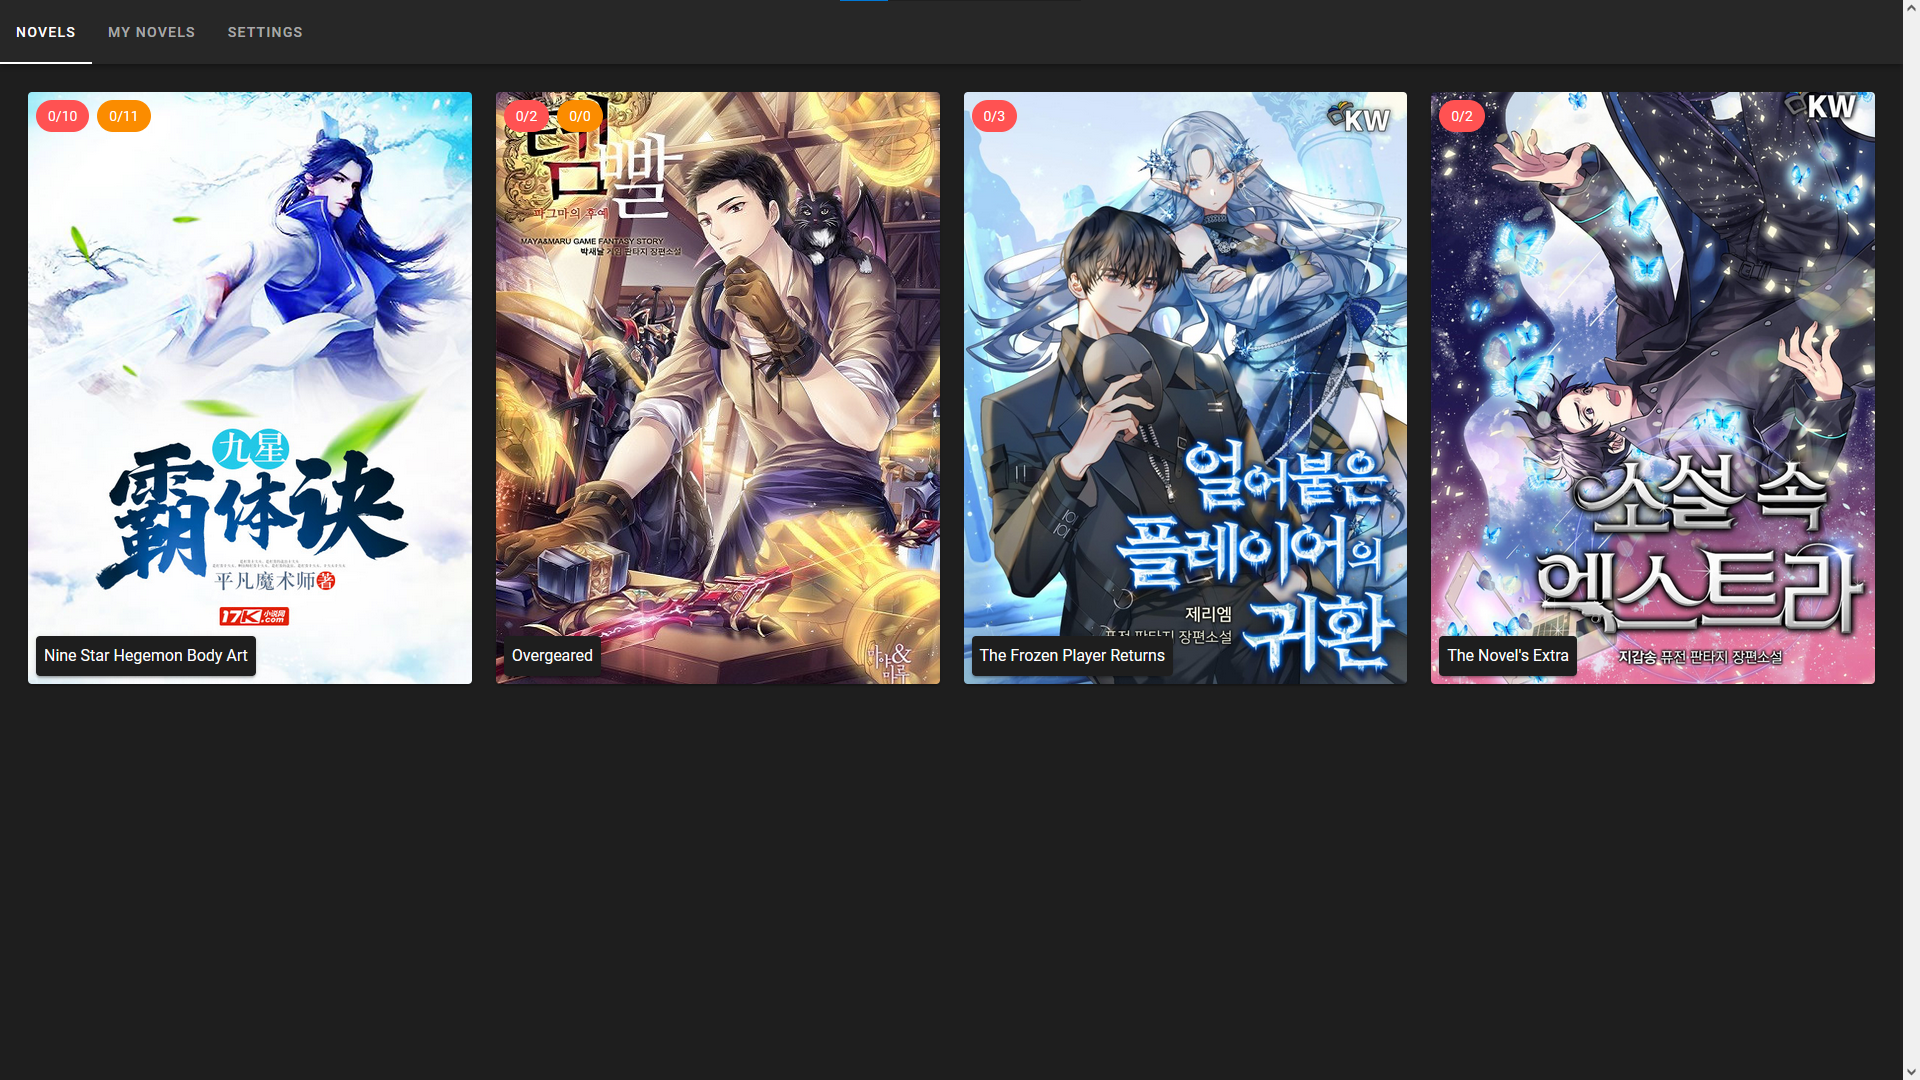 NOVELS
MY NOVELS
SETTINGS
0/10
0/11
九星
霸体诀
平凡魔术师著
17K小说网
.com
Nine Star Hegemon Body Art
0/2
0/0
템
빨
파그마의 후예
MAYA&MARU GAME FANTASY STORY
박새날 게임 판타지 장편소설
마야&
마루
Overgeared
0/3
KW
얼어붙은
플레이어의
귀환
제리엠
퓨전 판타지 장편소설
The Frozen Player Returns
0/2
KW
소설 속
엑스트라
지갑송 퓨전 판타지 장편소설
The Novel's Extra